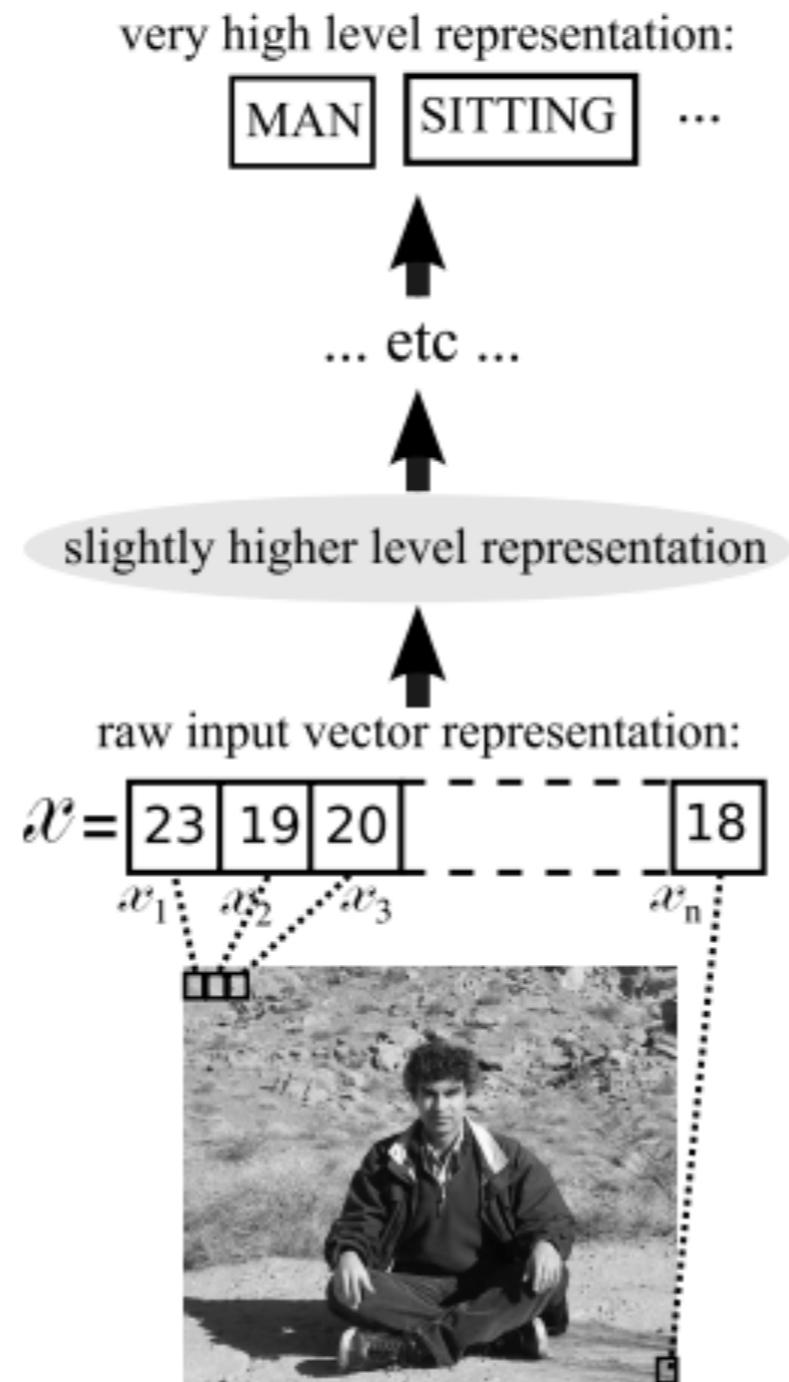 very high level representation:
MAN SITTING ...
... etc ...
slightly higher level representation
raw input vector representation:
x = 23 19 20 18
x1 x2 x3 xn